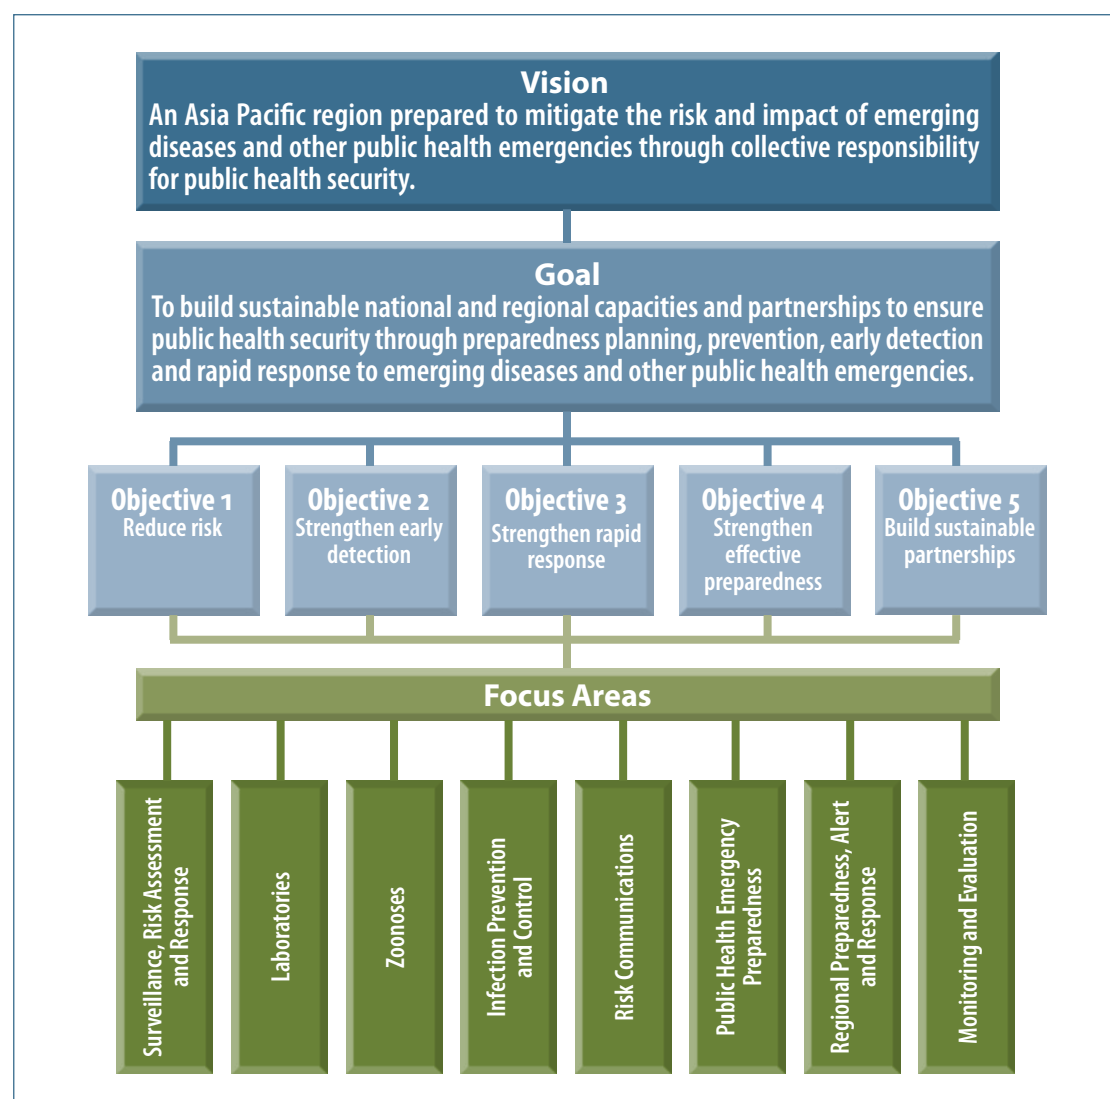 Vision
An Asia Pacific region prepared to mitigate the risk and impact of emerging
diseases and other public health emergencies through collective responsibility
for public health security.
Goal
To build sustainable national and regional capacities and partnerships to ensure
public health security through preparedness planning, prevention, early detection
and rapid response to emerging diseases and other public health emergencies.
Objective 1
Reduce risk
Objective 2
Strengthen early
detection
Objective 3
Strengthen rapid
response
Objective 4
Strengthen
effective
preparedness
Objective 5
Build sustainable
partnerships
Focus Areas
Surveillance, Risk Assessment
and Response
Laboratories
Zoonoses
Infection Prevention
and Control
Risk Communications
Public Health Emergency
Preparedness
Regional Preparedness, Alert
and Response
Monitoring and Evaluation